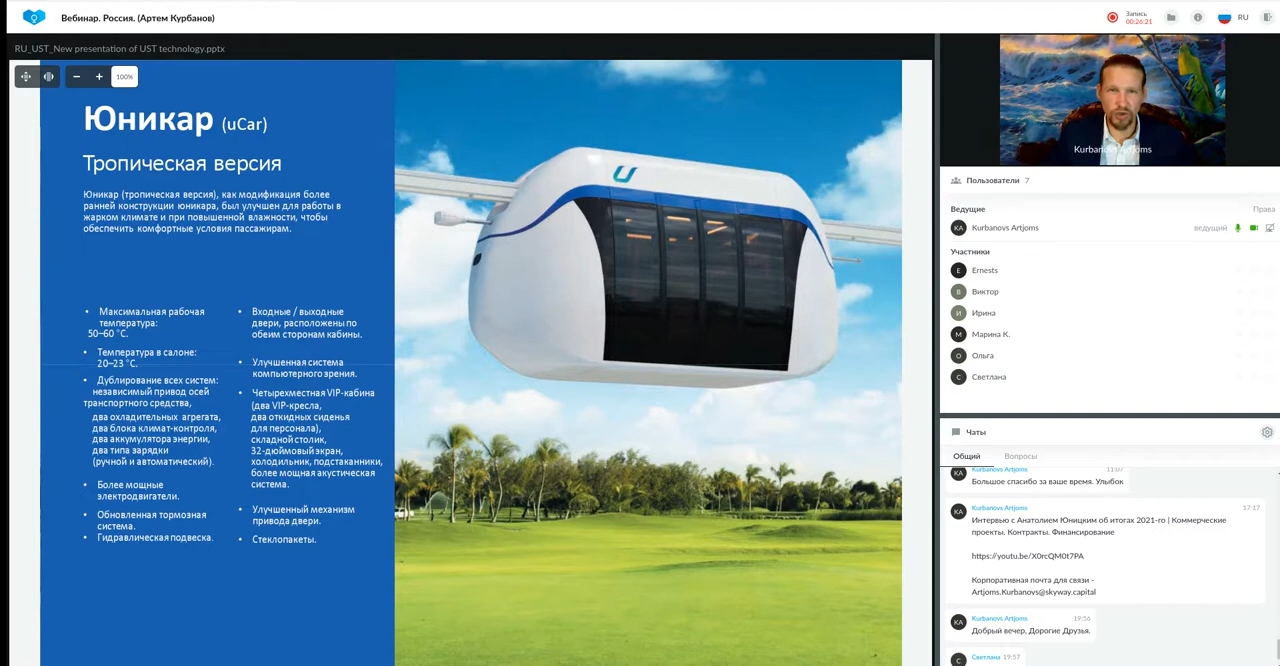 Вебинар. Россия. (Артем Курбанов)
Запись
00:26:21
RU
RU_UST_New presentation of UST technology.pptx
100%
Юникар (uCar)
Тропическая версия
Юникар (тропическая версия), как модификация более
ранней конструкции юникара, был улучшен для работы в
жарком климате и при повышенной влажности, чтобы
обеспечить комфортные условия пассажирам.
• Максимальная рабочая
температура:
50–60 °C.
• Температура в салоне:
20–23 °C.
• Дублирование всех систем:
независимый привод осей
транспортного средства,
два охладительных агрегата,
два блока климат-контроля,
два аккумулятора энергии,
два типа зарядки
(ручной и автоматический).
• Более мощные
электродвигатели.
• Обновленная тормозная
система.
• Гидравлическая подвеска.
• Входные / выходные
двери, расположены по
обеим сторонам кабины.
• Улучшенная система
компьютерного зрения.
• Четырехместная VIP-кабина
(два VIP-кресла,
два откидных сиденья
для персонала),
складной столик,
32-дюймовый экран,
холодильник, подстаканники,
более мощная акустическая
система.
• Улучшенный механизм
привода двери.
• Стеклопакеты.
Kurbanovs Artjoms
Пользователи 7
Ведущие Права
KA Kurbanovs Artjoms ведущий
Участники
E Ernests
В Виктор
И Ирина
М Марина К.
О Ольга
С Светлана
Чаты
Общий Вопросы
KA Kurbanovs Artjoms 11:07
Большое спасибо за ваше время. Улыбок
KA Kurbanovs Artjoms 17:17
Интервью с Анатолием Юницким об итогах 2021-го | Коммерческие
проекты. Контракты. Финансирование
https://youtu.be/X0rcQM0t7PA
Корпоративная почта для связи -
Artjoms.Kurbanovs@skyway.capital
KA Kurbanovs Artjoms 19:56
Добрый вечер, Дорогие Друзья.
С Светлана 19:57